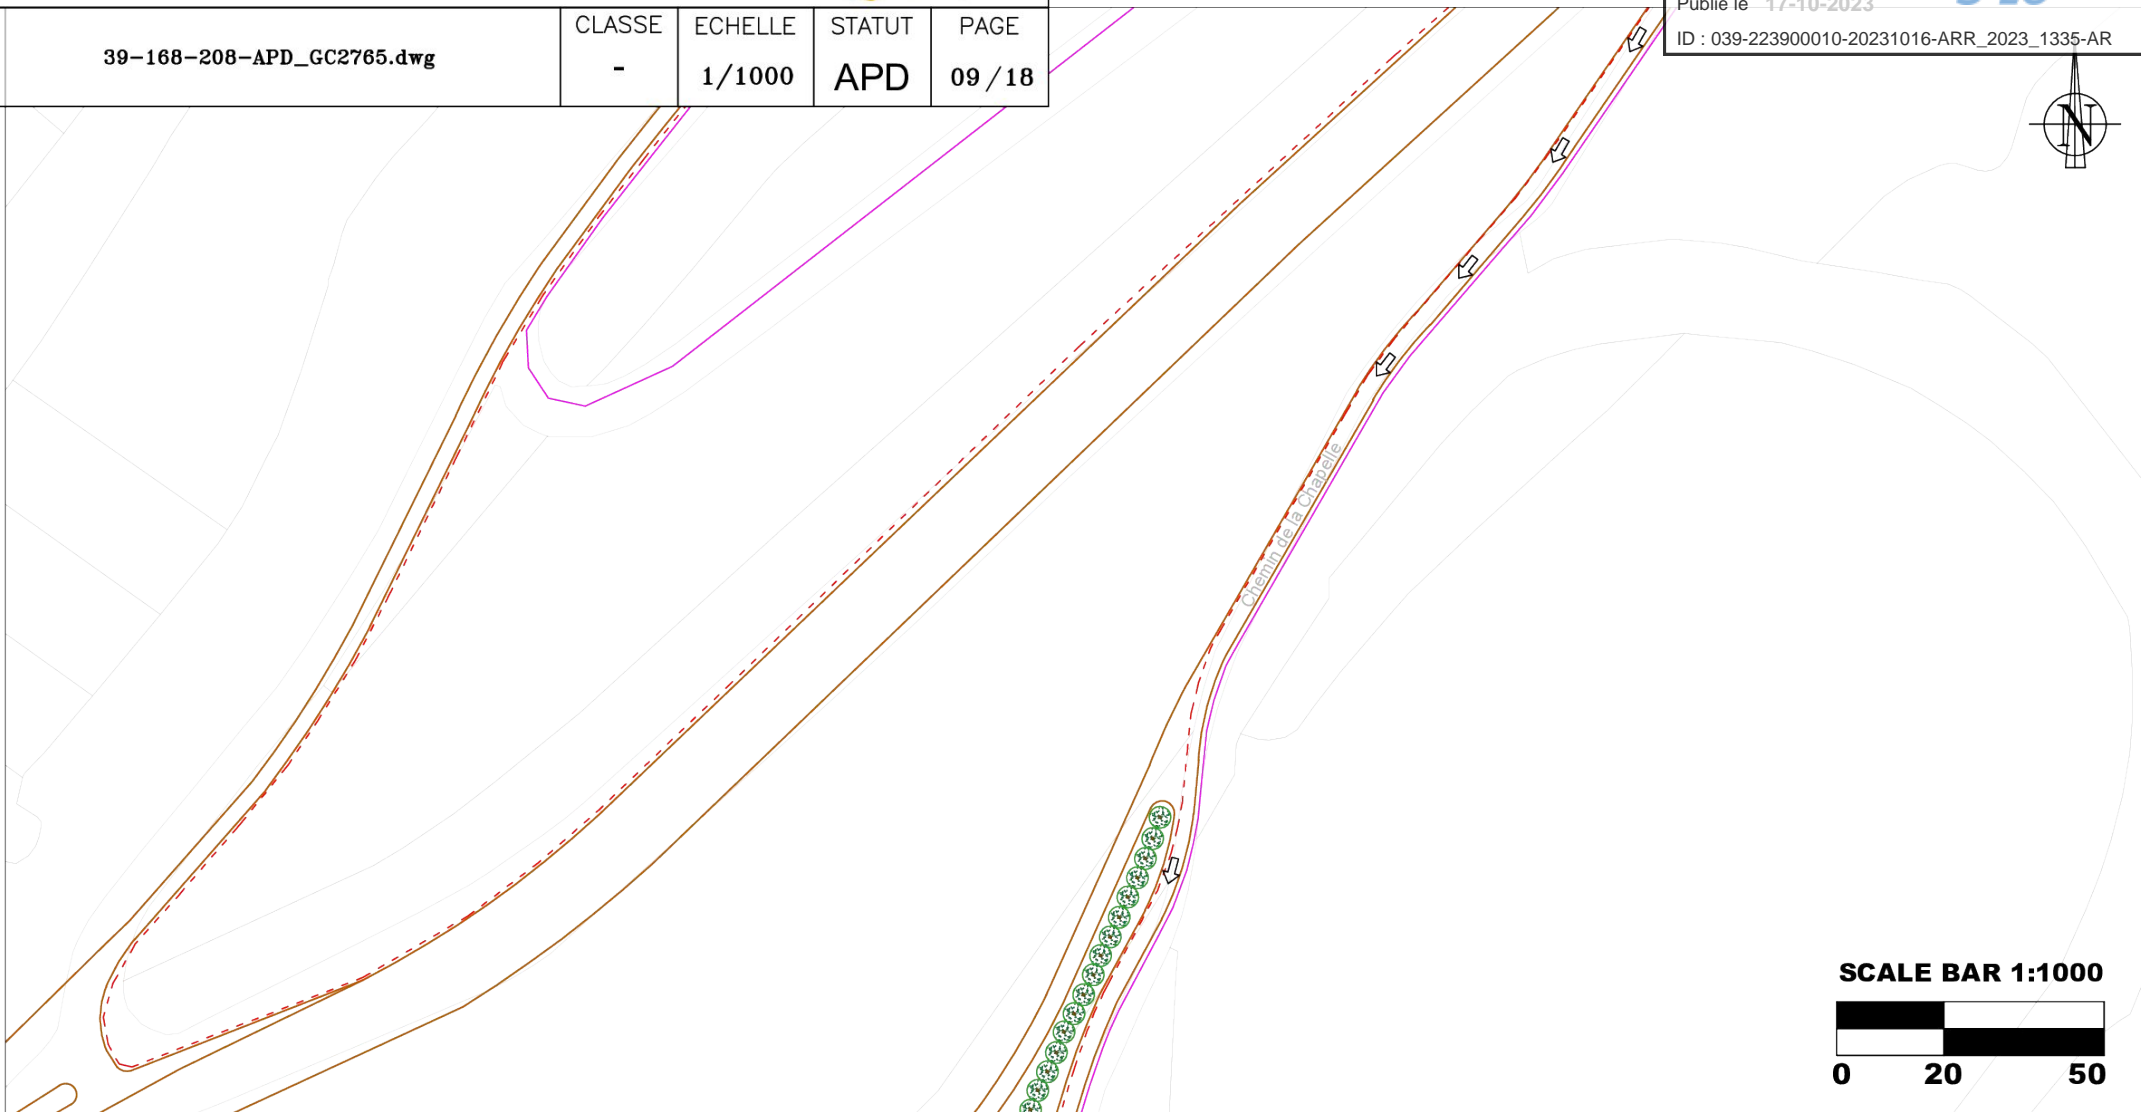 39-168-208-APD_GC2765.dwg
CLASSE
-
ECHELLE
1/1000
STATUT
APD
PAGE
09/18
Publié le 17-10-2023
ID : 039-223900010-20231016-ARR_2023_1335-AR
N
Chemin de la Chapelle
SCALE BAR 1:1000
0 20 50